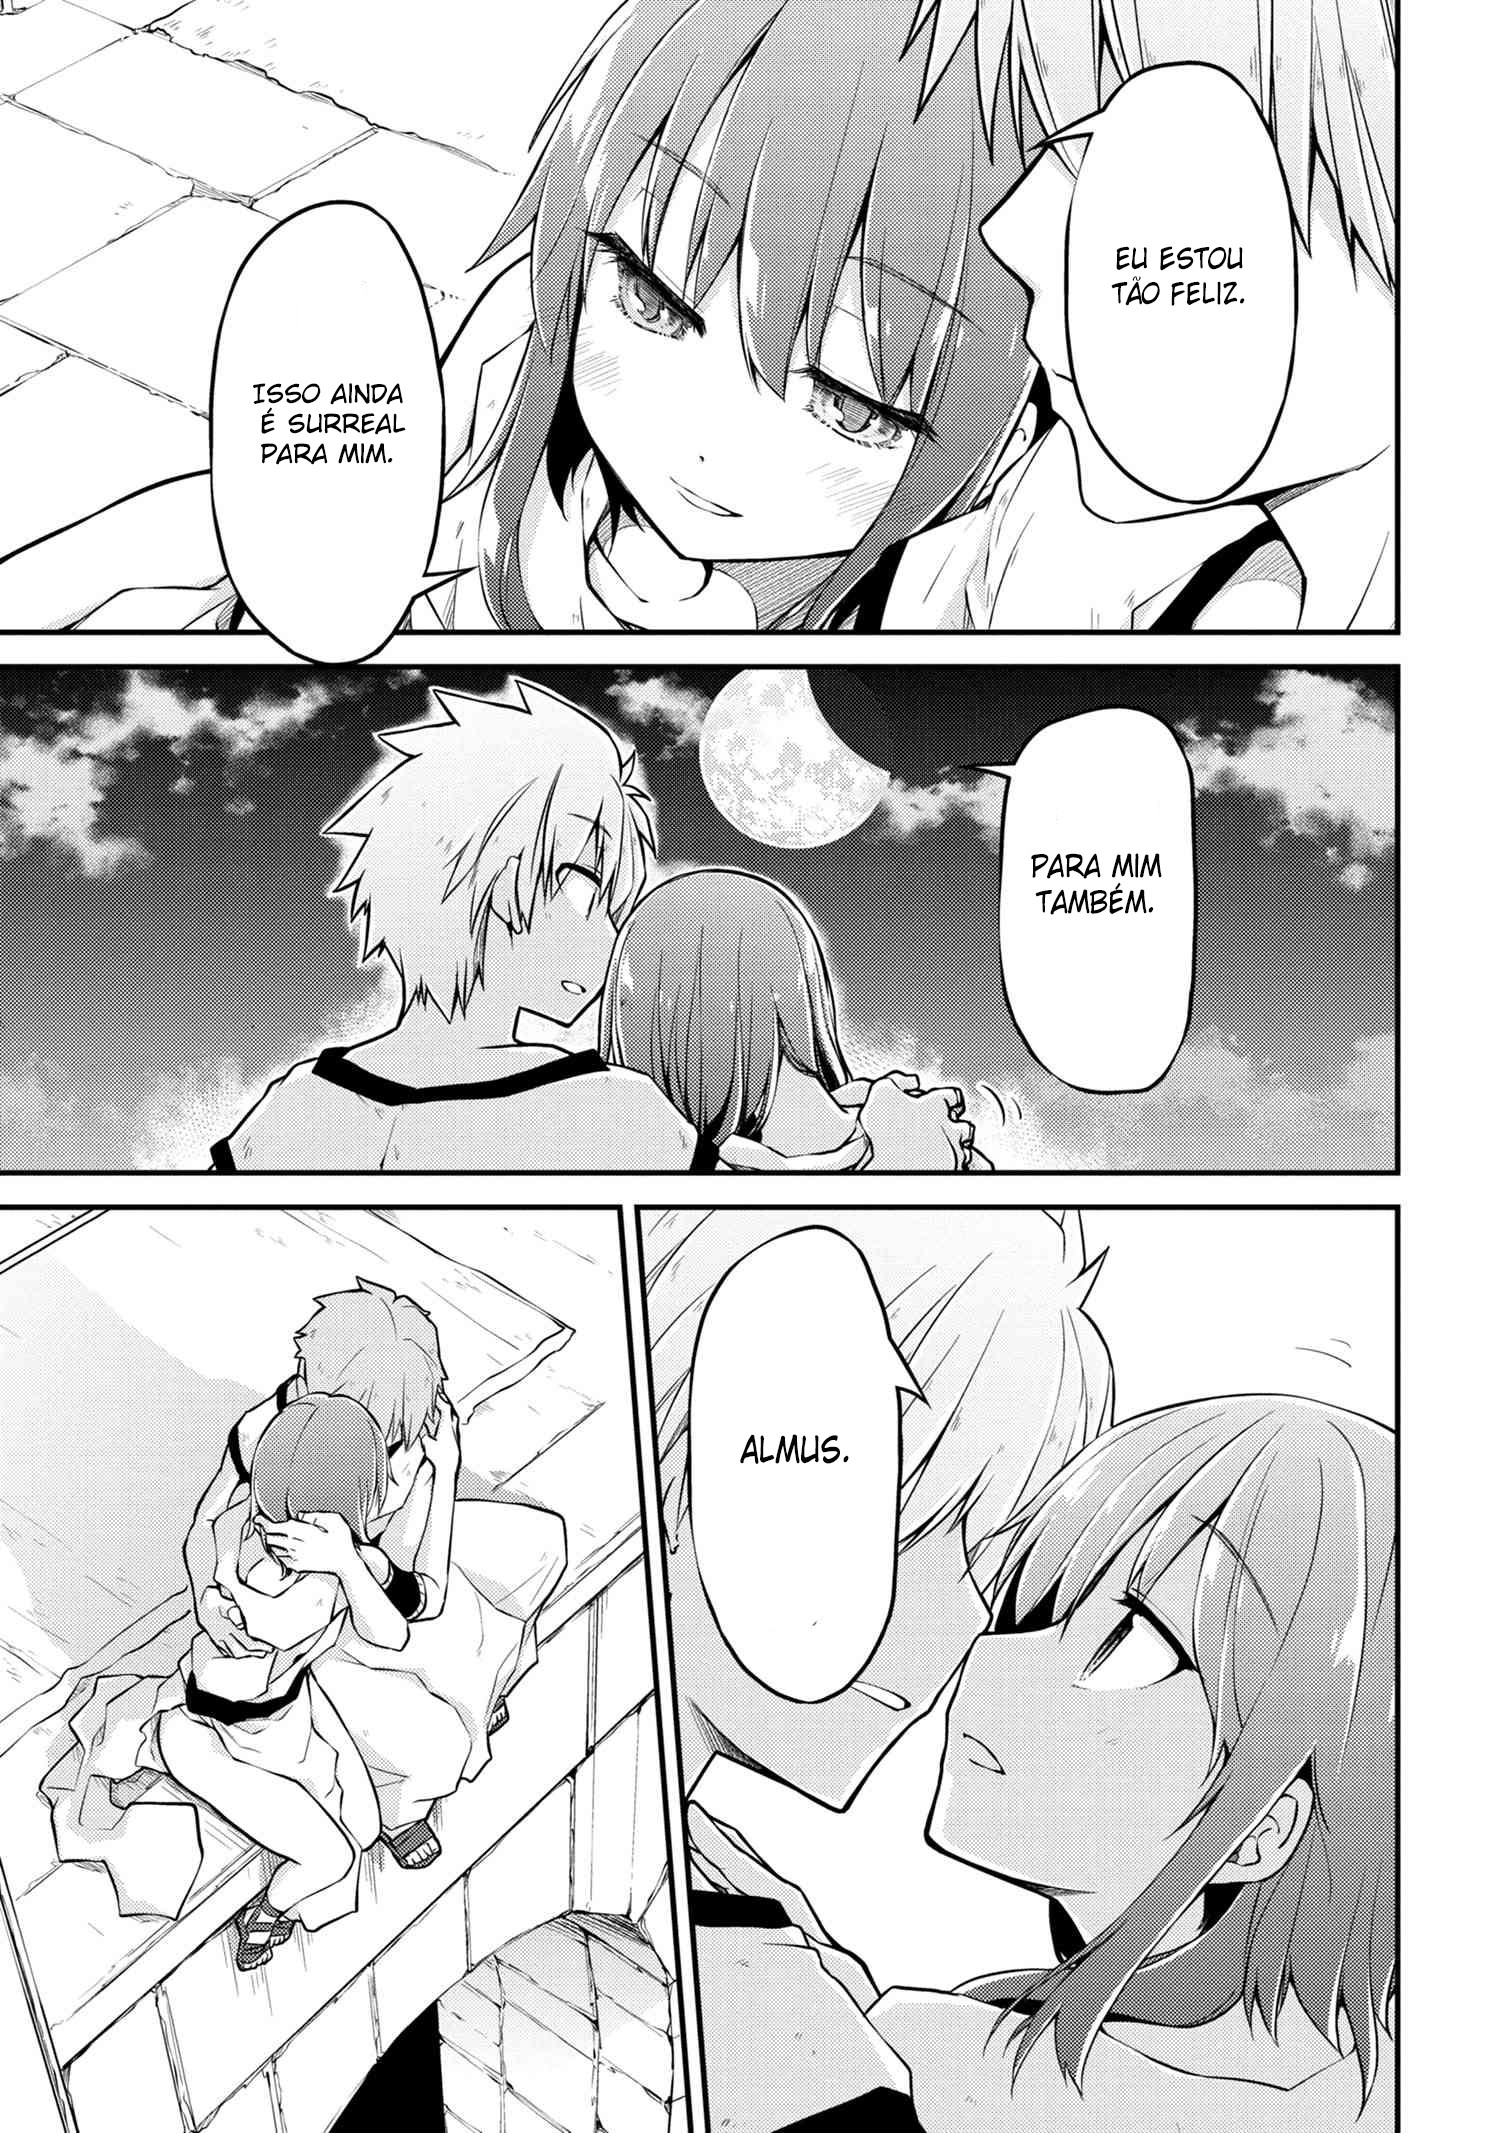 EU ESTOU
TÃO FELIZ.
ISSO AINDA
É SURREAL
PARA MIM.
PARA MIM
TAMBÉM.
ALMUS.